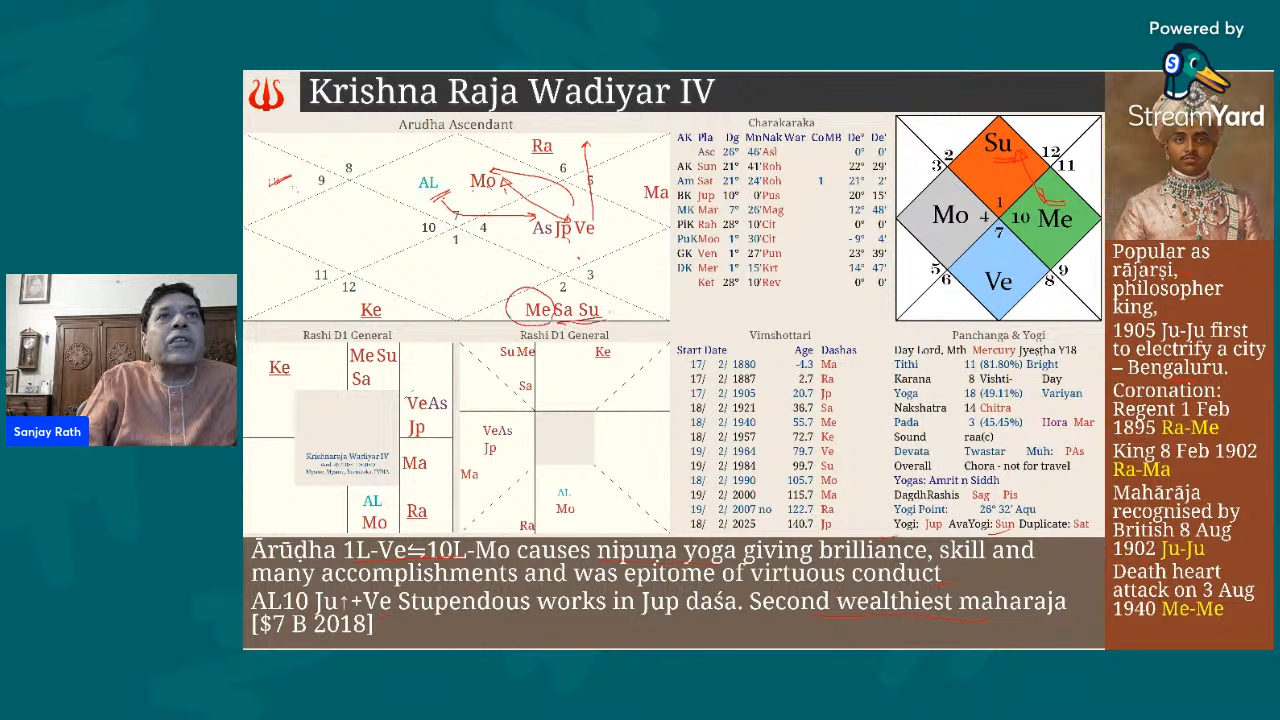 Powered by
StreamYard
Krishna Raja Wadiyar IV
Arudha Ascendant
8
9
Ra
6
5
AL
Mo
Ma
7
10
4
1
As Jp Ve
11
12
3
2
Ke
Me Sa Su
Charakaraka
AK Pla Dg Mn Nak War Co MB De° De'
Asc 26° 46' Asl 0° 0'
AK Sun 21° 41' Roh 22° 29'
Am Sat 21° 24' Roh 1 21° 2'
BK Jup 10° 0' Pus 20° 15'
MK Mar 7° 26' Mag 12° 48'
PiK Rah 28° 10' Cit 0° 0'
PuK Moo 1° 30' Cit - 9° 4'
GK Ven 1° 27' Pun 23° 39'
DK Mer 1° 15' Krt 14° 47'
Ket 28° 10' Rev 0° 0'
Su
2
3
12
11
1
Mo 4 10 Me
7
5
6
9
8
Ve
Rashi D1 General
Ke
Me Su
Sa
Ve As
Jp
Ma
AL
Mo
Ra
Krishnaraja Wadiyar IV
Rashi D1 General
Su Me
Ke
Sa
Ve As
Jp
Ma
AL
Mo
Ra
Vimshottari
Start Date Age Dashas
17/ 2/ 1880 -4.3 Ma
17/ 2/ 1887 2.7 Ra
17/ 2/ 1905 20.7 Jp
18/ 2/ 1921 36.7 Sa
18/ 2/ 1940 55.7 Me
18/ 2/ 1957 72.7 Ke
19/ 2/ 1964 79.7 Ve
19/ 2/ 1984 99.7 Su
18/ 2/ 1990 105.7 Mo
19/ 2/ 2000 115.7 Ma
19/ 2/ 2007 no 122.7 Ra
18/ 2/ 2025 140.7 Jp
Panchanga & Yogi
Day Lord, Mth Mercury Jyeṣṭha Y18
Tithi 11 (81.80%) Bright
Karana 8 Vishti- Day
Yoga 18 (49.11%) Variyan
Nakshatra 14 Chitra
Pada 3 (45.45%) Hora Mar
Sound raa(c)
Devata Twastar Muh: PAs
Overall Chora - not for travel
Yogas: Amrit n Siddh
DagdhRashis Sag Pis
Yogi Point: 26° 32' Aqu
Yogi: Jup AvaYogi: Sun Duplicate: Sat
Popular as
rājarṣi,
philosopher
king,
1905 Ju-Ju first
to electrify a city
– Bengaluru.
Coronation:
Regent 1 Feb
1895 Ra-Me
King 8 Feb 1902
Ra-Ma
Mahārāja
recognised by
British 8 Aug
1902 Ju-Ju
Death heart
attack on 3 Aug
1940 Me-Me
Sanjay Rath
Ārūḍha 1L-Ve⇋10L-Mo causes nipuṇa yoga giving brilliance, skill and
many accomplishments and was epitome of virtuous conduct
AL10 Ju↑+Ve Stupendous works in Jup daśa. Second wealthiest maharaja
[$7 B 2018]